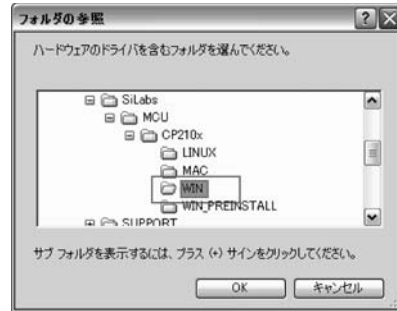 フォルダの参照
ハードウェアのドライバを含むフォルダを選んでください。
SiLabs
MCU
CP210x
LINUX
MAC
WIN
WIN_PREINSTALL
SUPPORT
サブ フォルダを表示するには、プラス (+) サインをクリックしてください。
OK キャンセル